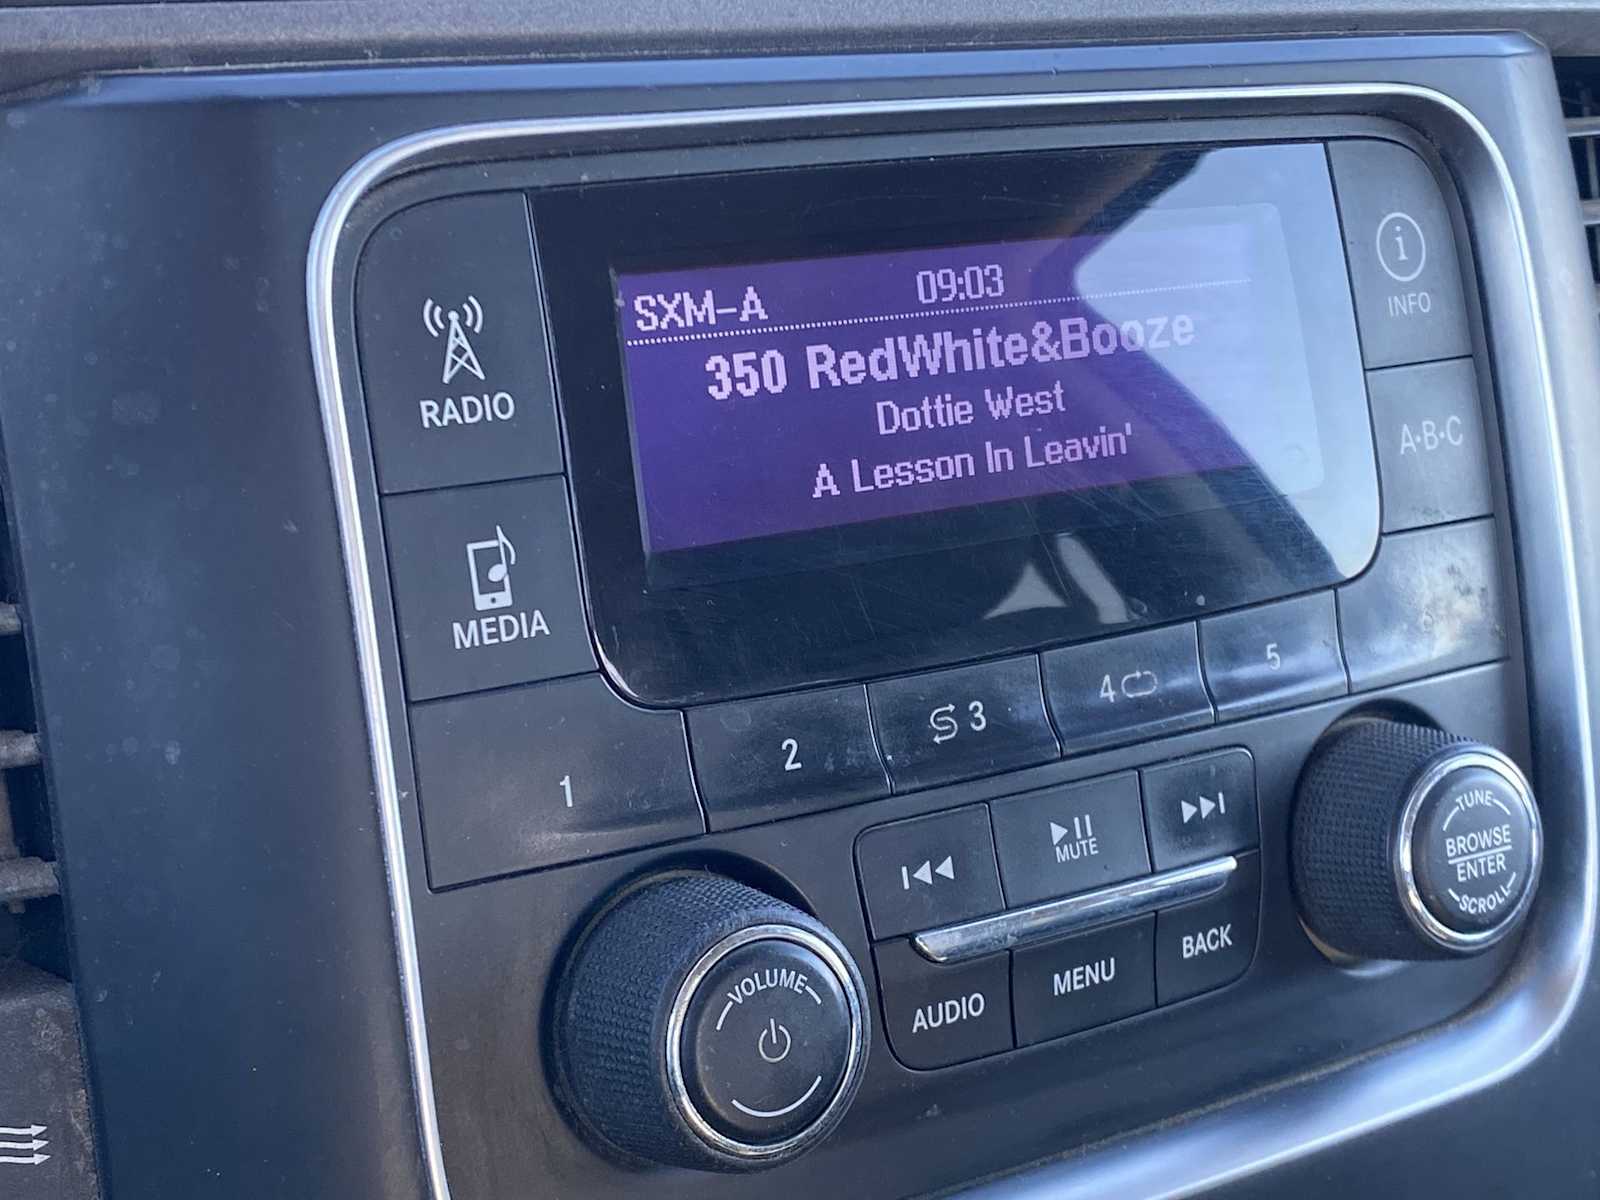 SXM-A 09:03
350 RedWhite&Booze
Dottie West
A Lesson In Leavin'
RADIO
MEDIA
i
INFO
A·B·C
1
2
3
4
5
MUTE
VOLUME
AUDIO
MENU
BACK
TUNE
BROWSE
ENTER
SCROLL